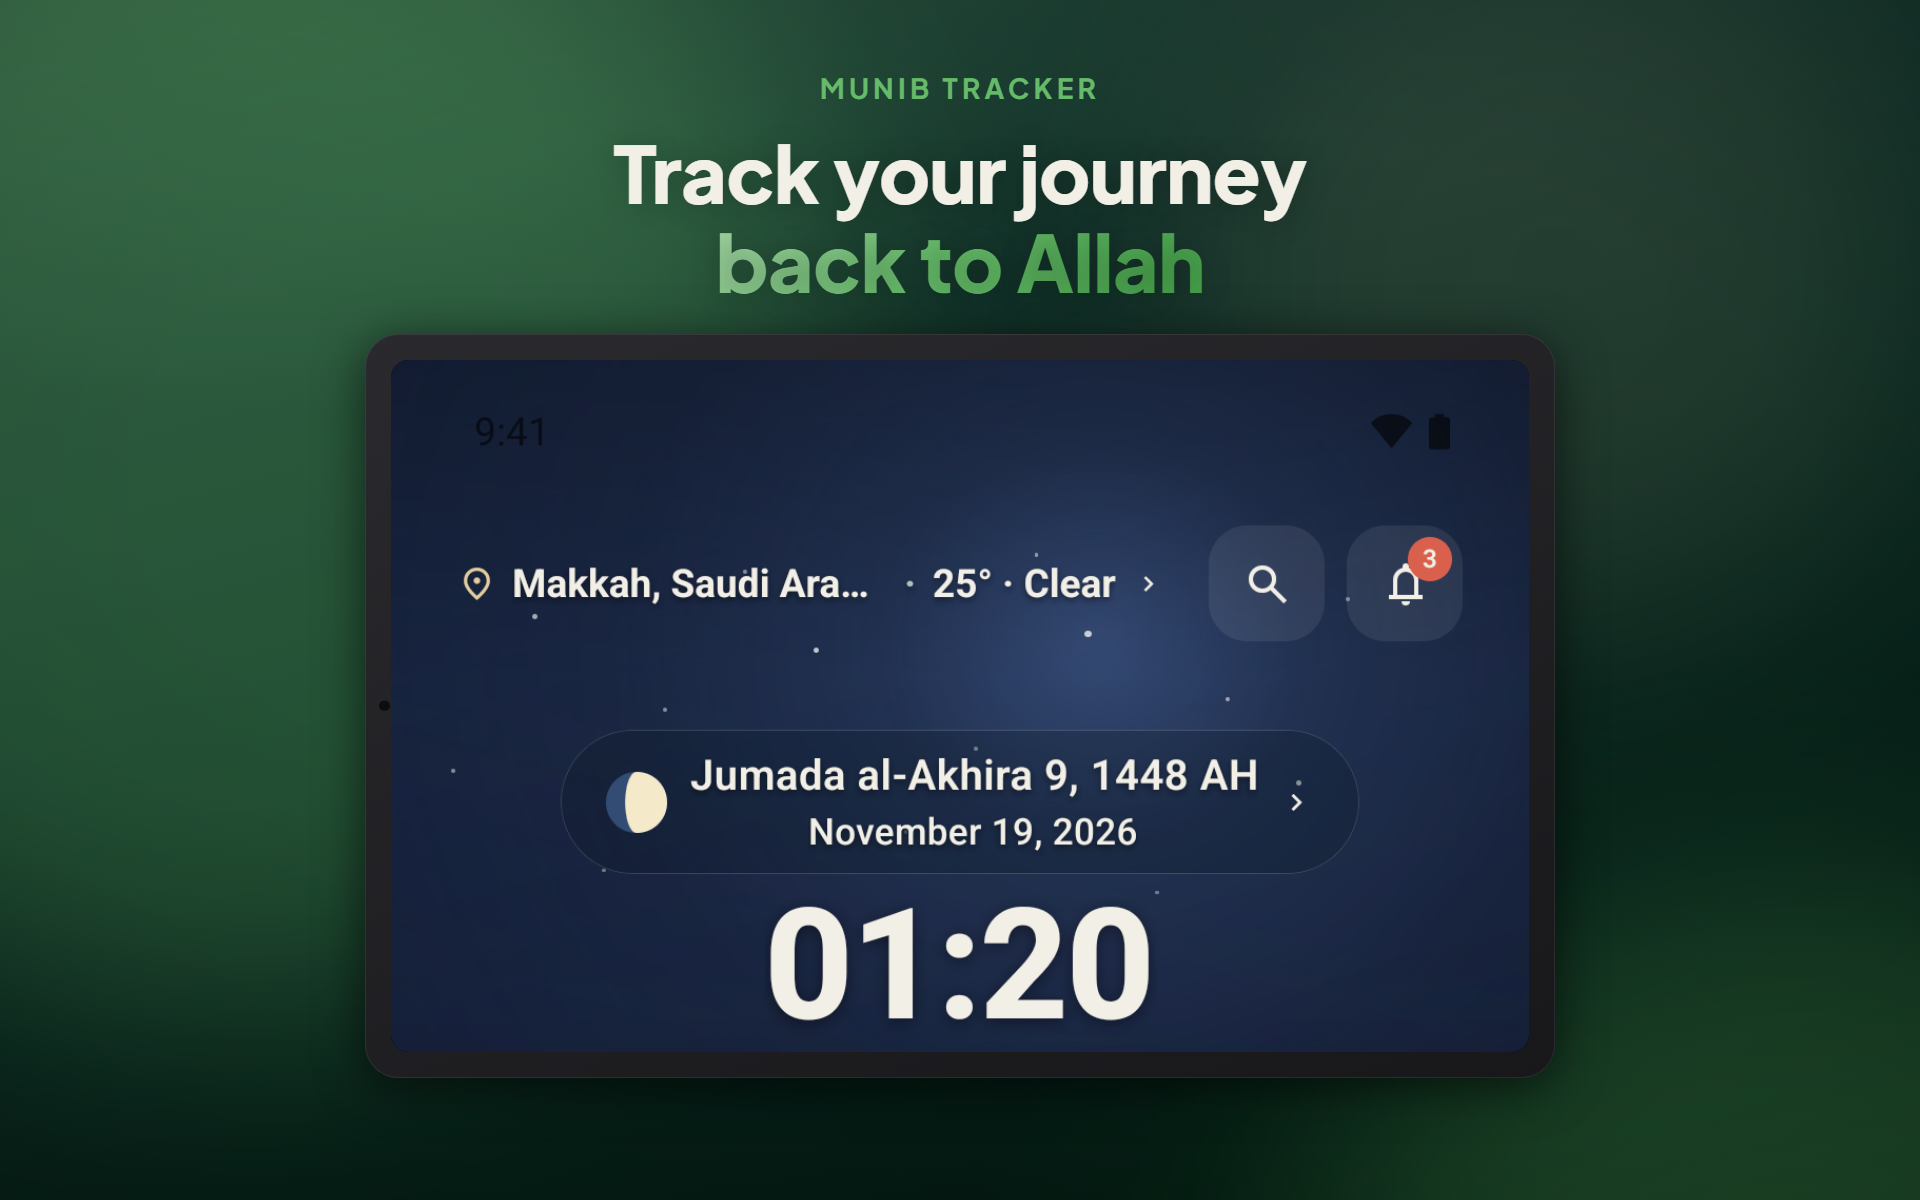 MUNIB TRACKER
Track your journey
back to Allah
9:41
Makkah, Saudi Ara... · 25° · Clear
3
Jumada al-Akhira 9, 1448 AH
November 19, 2026
01:20